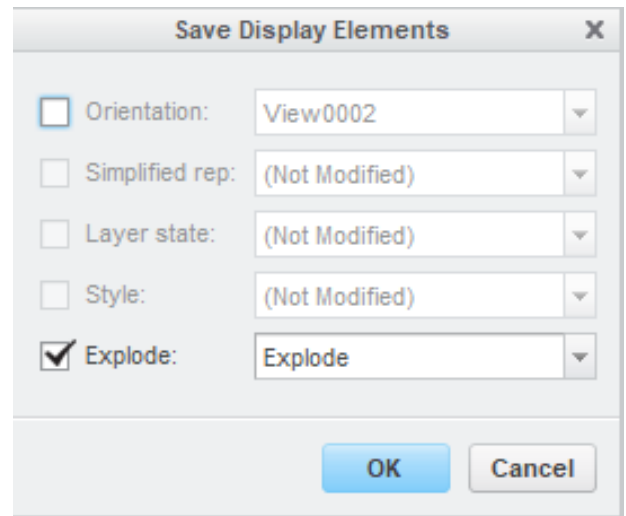 Save Display Elements X
Orientation: View0002
Simplified rep: (Not Modified)
Layer state: (Not Modified)
Style: (Not Modified)
Explode: Explode
OK Cancel